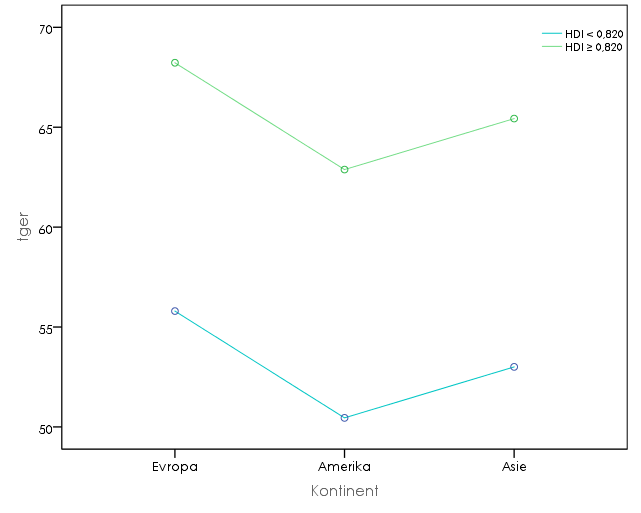 HDI < 0,820
HDI ≥ 0,820
70
65
60
55
50
tger
Evropa Amerika Asie
Kontinent